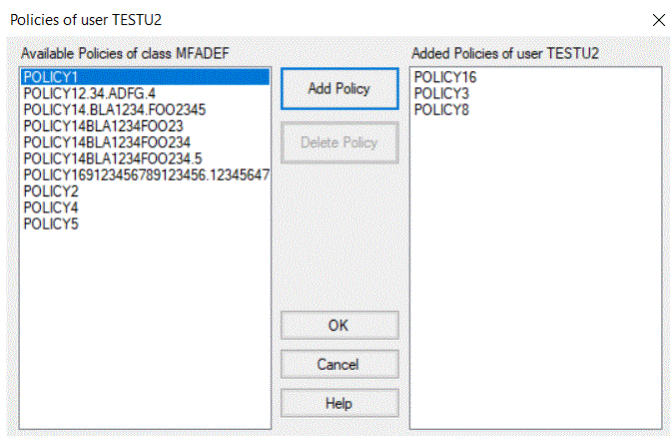 Policies of user TESTU2
Available Policies of class MFADEF
POLICY1
POLICY12.34.ADFG.4
POLICY14.BLA1234.FOO2345
POLICY14BLA1234FOO23
POLICY14BLA1234FOO234
POLICY14BLA1234FOO234.5
POLICY169123456789123456.12345647
POLICY2
POLICY4
POLICY5
Add Policy
Delete Policy
OK
Cancel
Help
Added Policies of user TESTU2
POLICY16
POLICY3
POLICY8